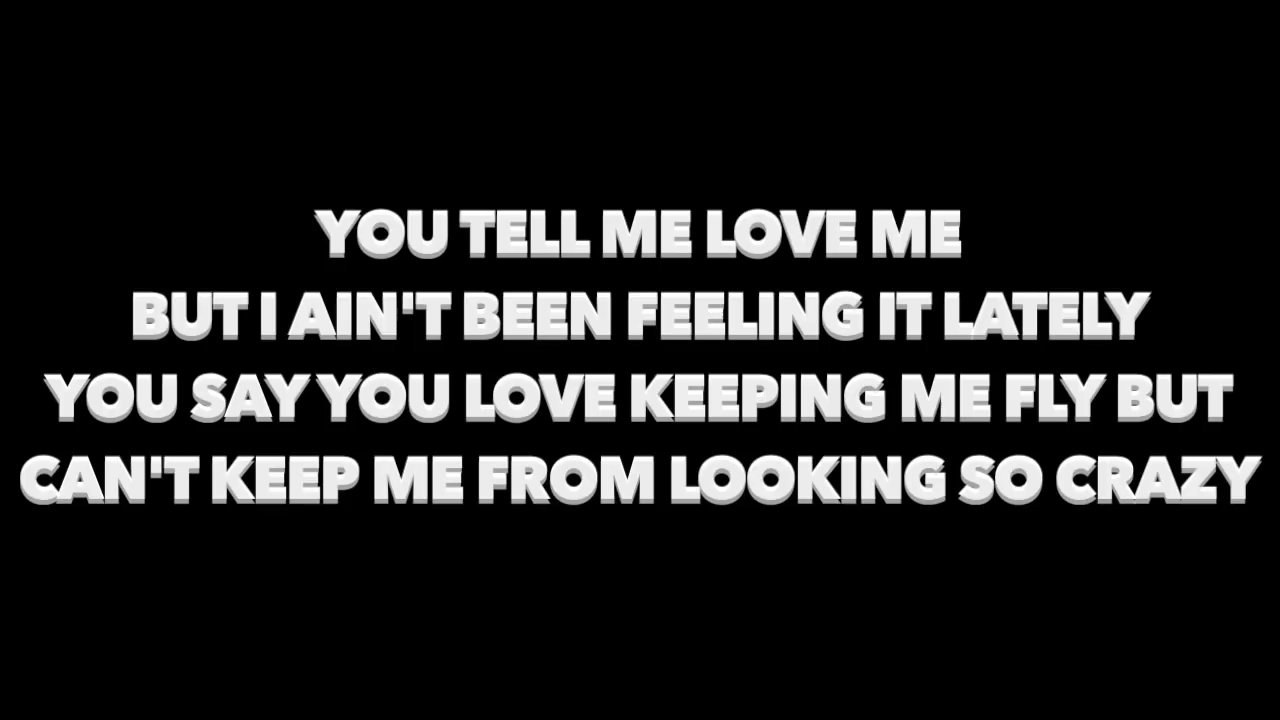 YOU TELL ME LOVE ME
BUT I AIN'T BEEN FEELING IT LATELY
YOU SAY YOU LOVE KEEPING ME FLY BUT
CAN'T KEEP ME FROM LOOKING SO CRAZY